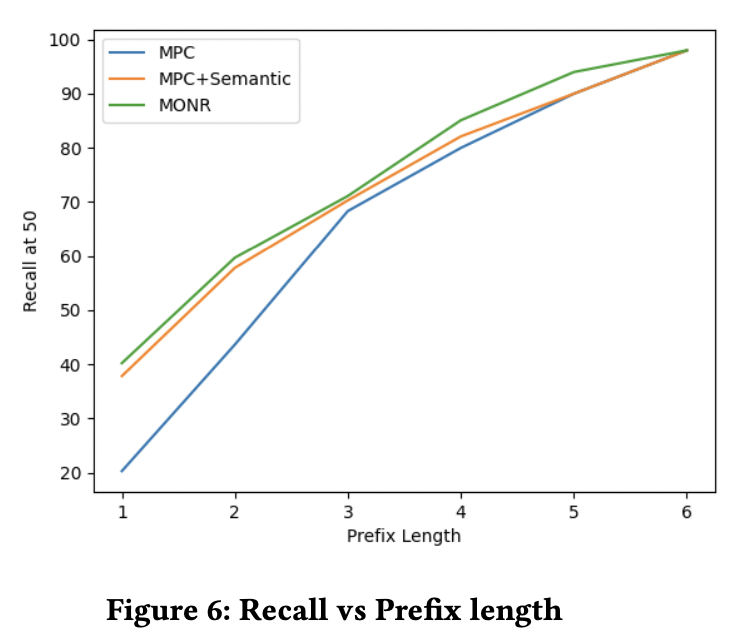 100
90
80
70
60
50
40
30
20
Recall at 50
MPC
MPC+Semantic
MONR
1 2 3 4 5 6
Prefix Length
Figure 6: Recall vs Prefix length